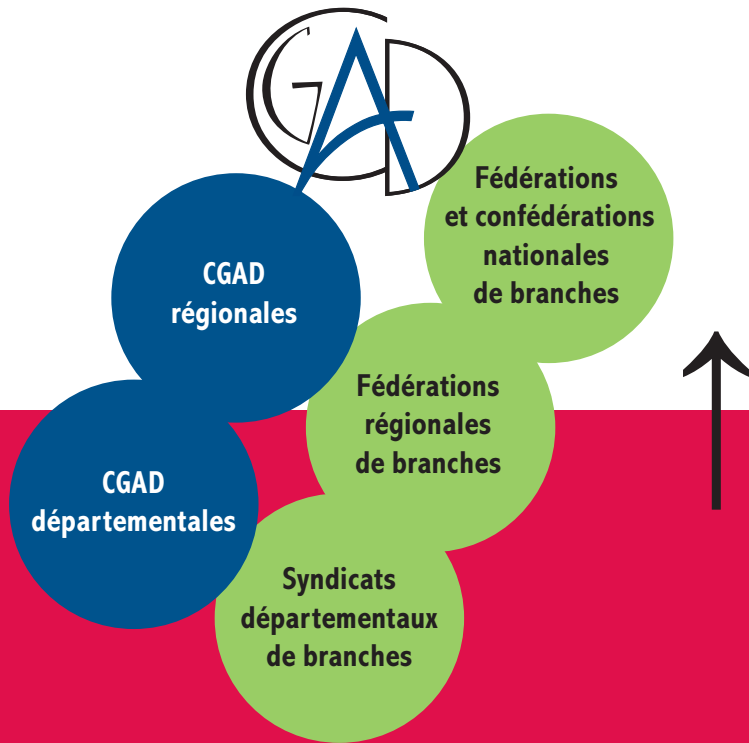 CGAD
Fédérations
et confédérations
nationales
de branches
CGAD
régionales
Fédérations
régionales
de branches
CGAD
départementales
Syndicats
départementaux
de branches